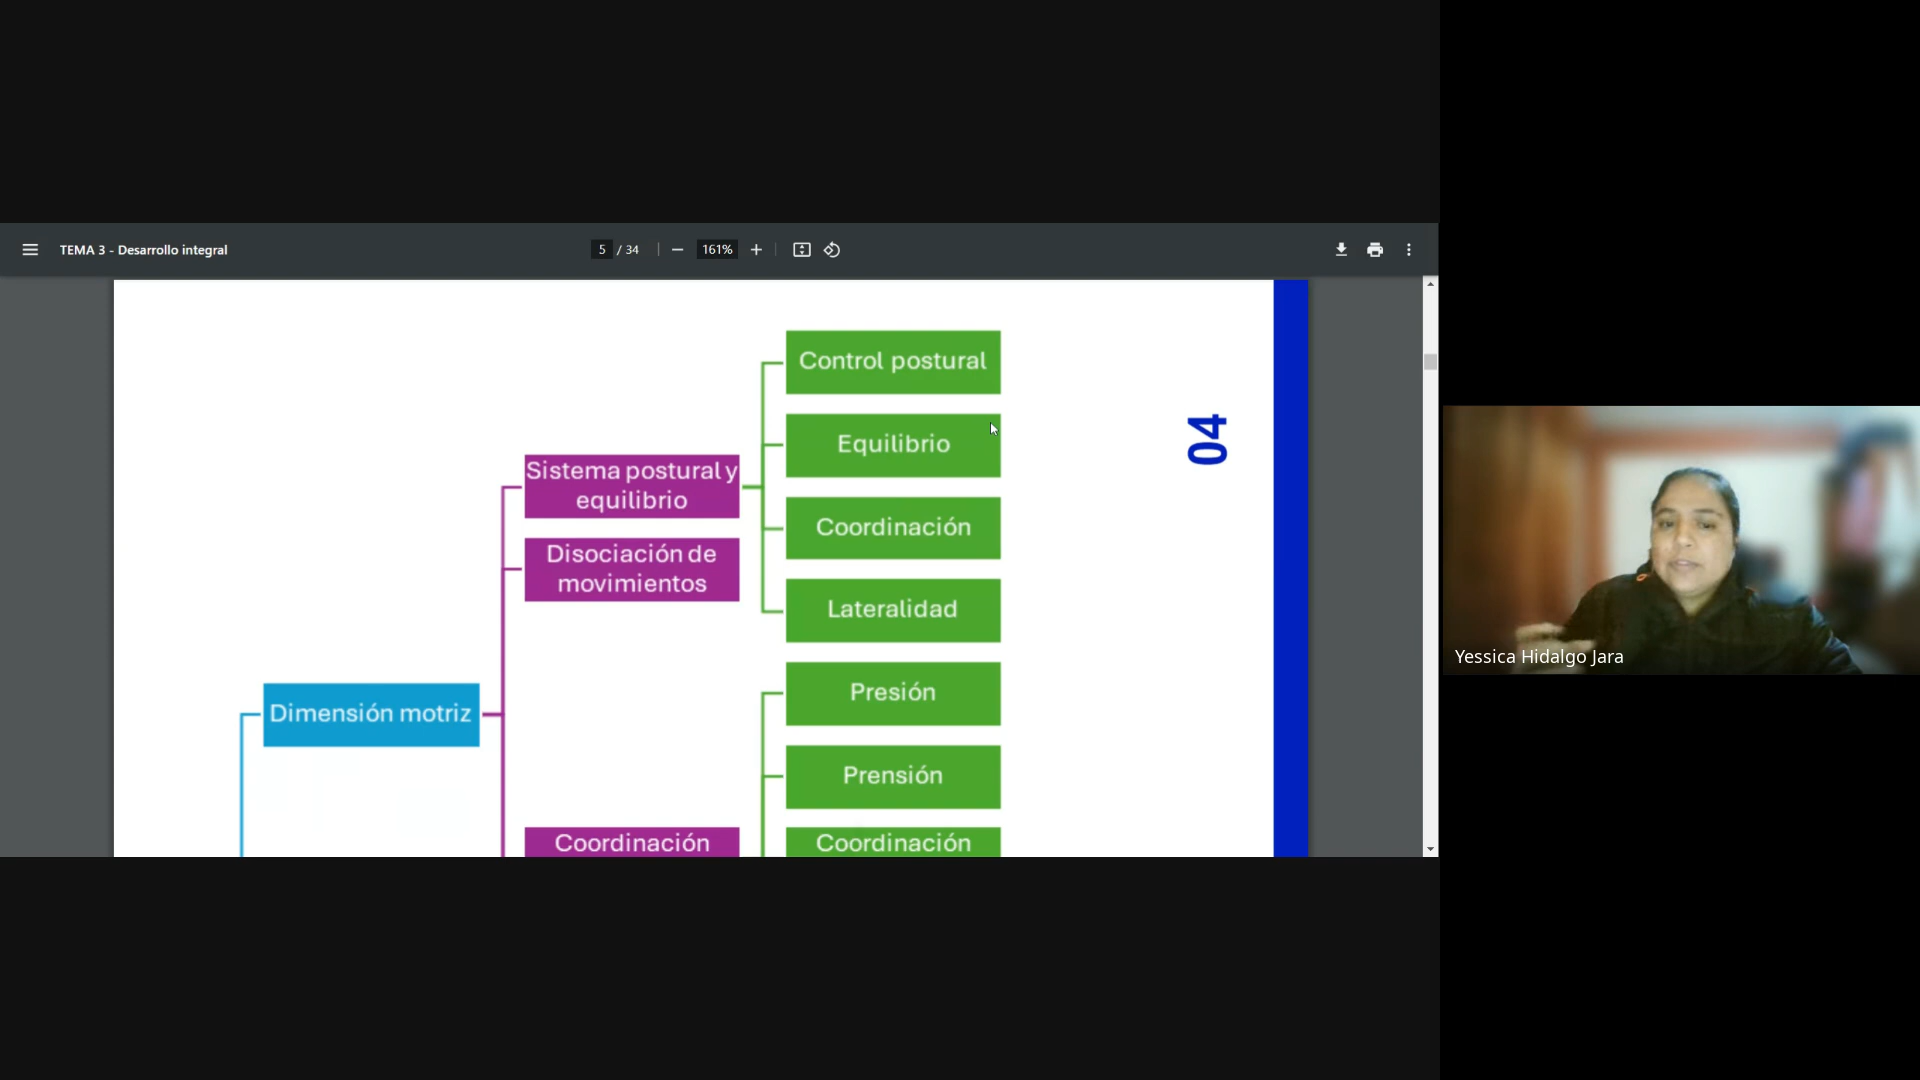 TEMA 3 - Desarrollo integral
5 / 34
161%
Control postural
Equilibrio
04
Sistema postural y
equilibrio
Coordinación
Disociación de
movimientos
Lateralidad
Presión
Dimensión motriz
Prensión
Coordinación
Coordinación
Yessica Hidalgo Jara